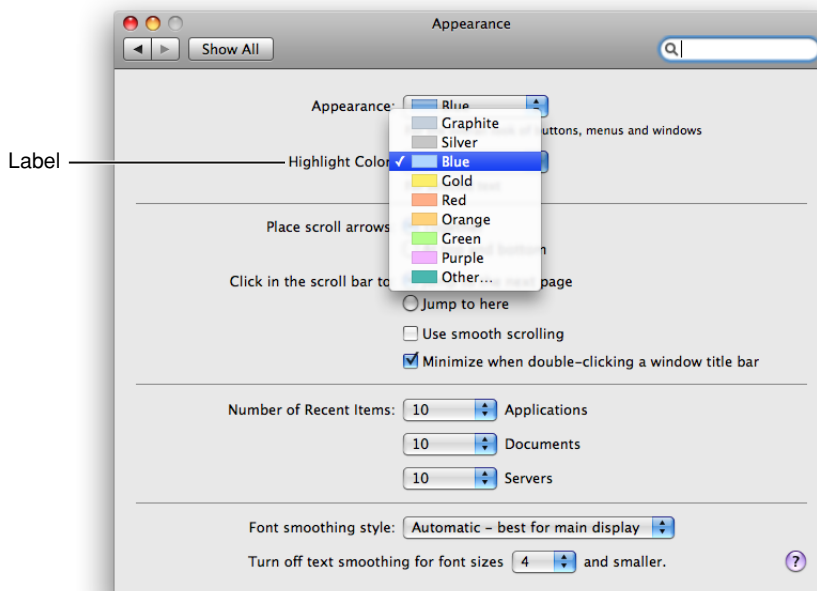 Appearance
Show All
Appearance: Blue
Graphite
buttons, menus and windows
Silver
Label
Highlight Color
Blue
Gold
text
Red
Place scroll arrows
Orange
Green
Purple
Click in the scroll bar to
Other...
next page
Jump to here
Use smooth scrolling
Minimize when double-clicking a window title bar
Number of Recent Items: 10 Applications
10 Documents
10 Servers
Font smoothing style: Automatic – best for main display
Turn off text smoothing for font sizes 4 and smaller. ?